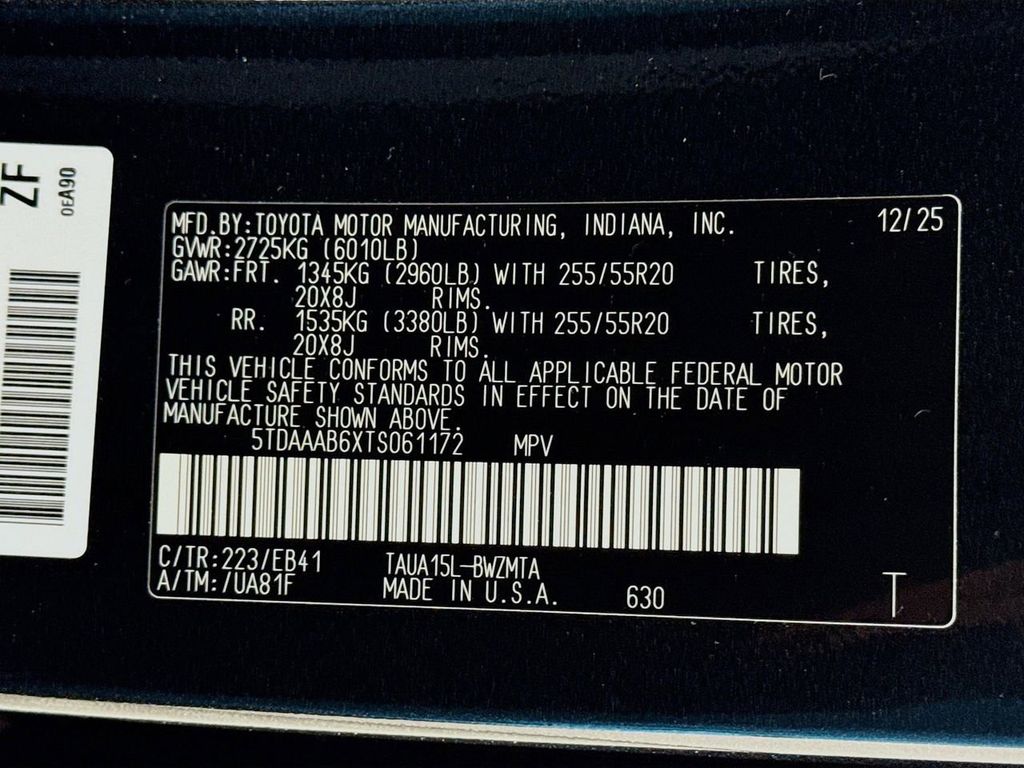 ZF
0EA90
MFD.BY:TOYOTA MOTOR MANUFACTURING, INDIANA, INC. 12/25
GVWR:2725KG (6010LB)
GAWR:FRT. 1345KG (2960LB) WITH 255/55R20 TIRES,
20X8J RIMS.
RR. 1535KG (3380LB) WITH 255/55R20 TIRES,
20X8J RIMS.
THIS VEHICLE CONFORMS TO ALL APPLICABLE FEDERAL MOTOR
VEHICLE SAFETY STANDARDS IN EFFECT ON THE DATE OF
MANUFACTURE SHOWN ABOVE.
5TDAAAB6XTS061172 MPV
C/TR:223/EB41 TAUA15L-BWZMTA
A/TM:/UA81F MADE IN U.S.A. 630 T